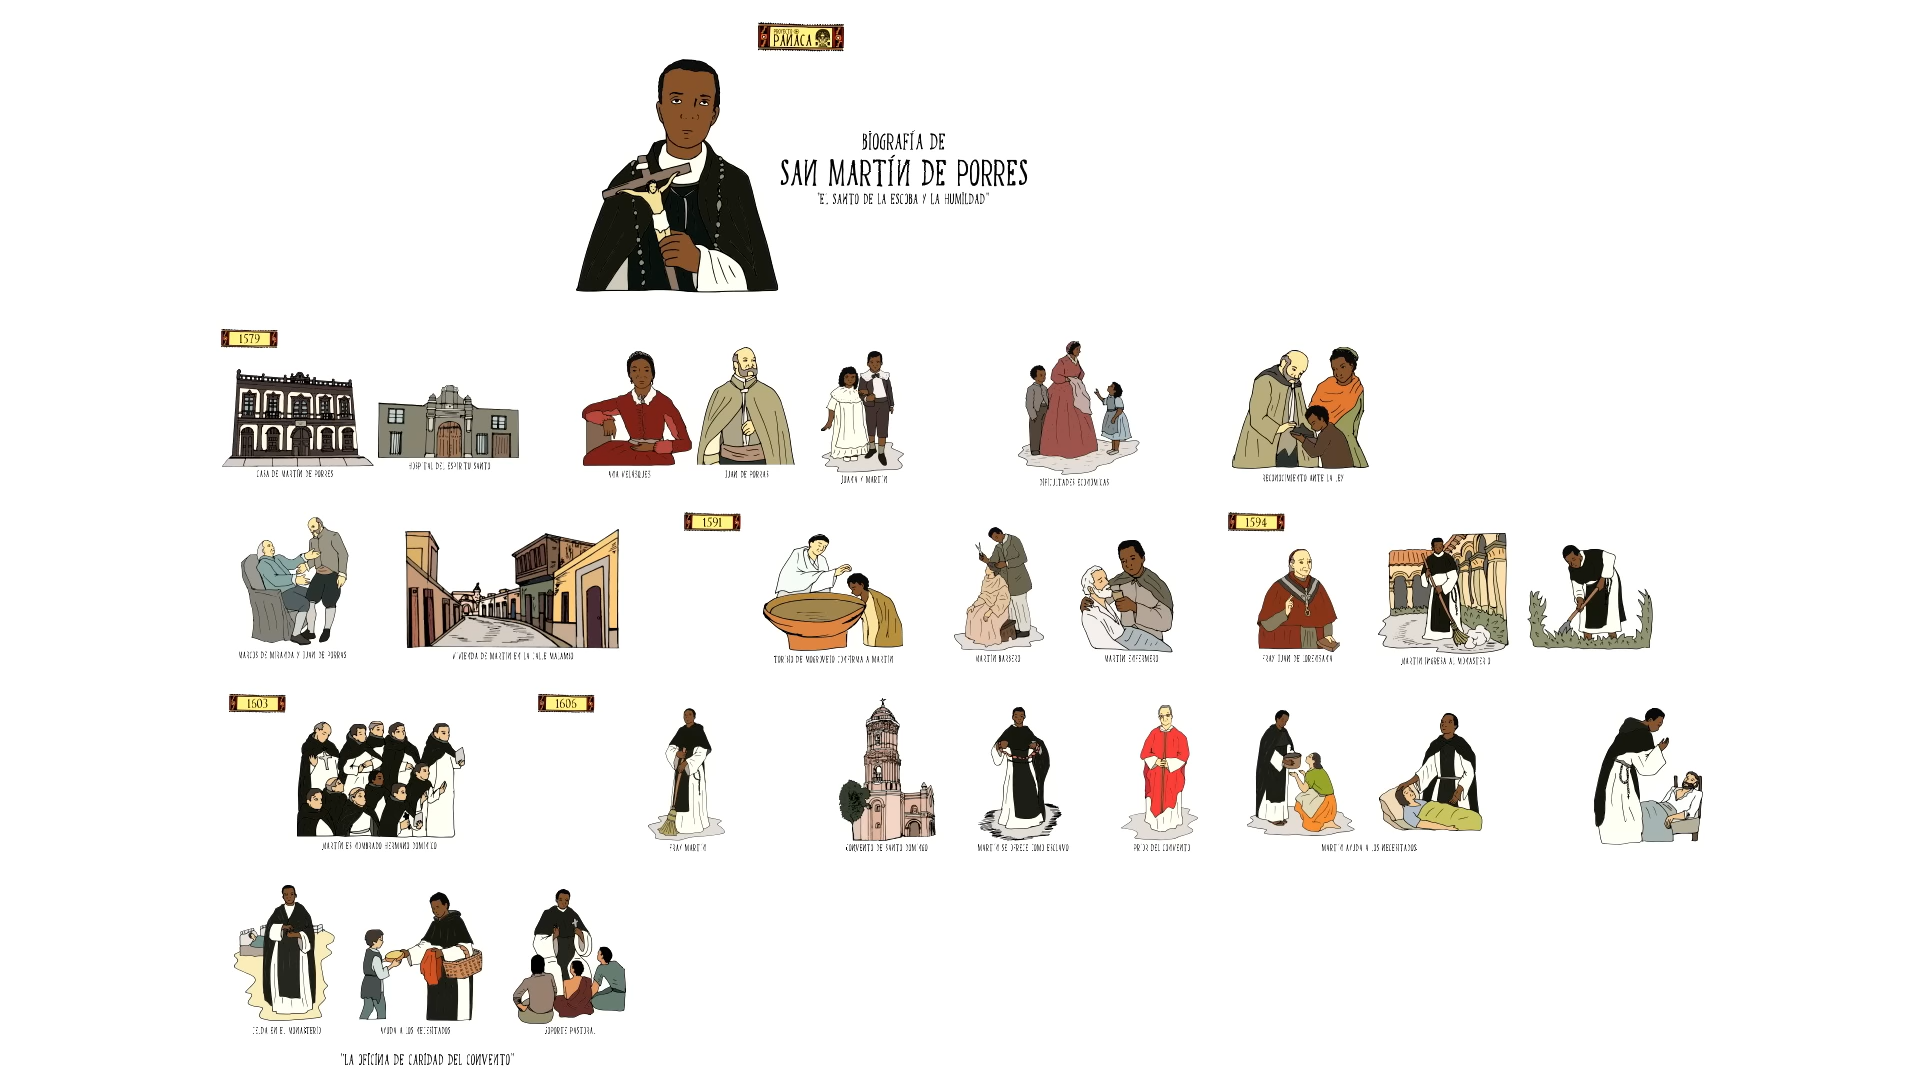 PROYECTO
PANACA
BIOGRAFÍA DE
SAN MARTÍN DE PORRES
"EL SANTO DE LA ESCOBA Y LA HUMILDAD"
1579
CASA DE MARTÍN DE PORRES
HOSPITAL DEL ESPIRITU SANTO
ANA VELÁSQUEZ
JUAN DE PORRAS
JUANA Y MARTÍN
DIFICULTADES ECONÓMICAS
RECONOCIMIENTO ANTE LA LEY
MARCOS DE MIRANDA Y JUAN DE PORRAS
VIVIENDA DE MARTÍN EN LA CALLE MALAMBO
1591
TORIBIO DE MOGROVEJO CONFIRMA A MARTÍN
MARTÍN BARBERO
MARTÍN ENFERMERO
1594
FRAY JUAN DE LORENZANA
MARTÍN INGRESA AL MONASTERIO
1603
MARTÍN ES NOMBRADO HERMANO DOMINICO
1606
FRAY MARTÍN
CONVENTO DE SANTO DOMINGO
MARTÍN SE OFRECE COMO ESCLAVO
PRIOR DEL CONVENTO
MARTÍN AYUDA A LOS NECESITADOS
CELDA EN EL MONASTERIO
AYUDA A LOS NECESITADOS
SOPORTE PASTORAL
"LA OFICINA DE CARIDAD DEL CONVENTO"